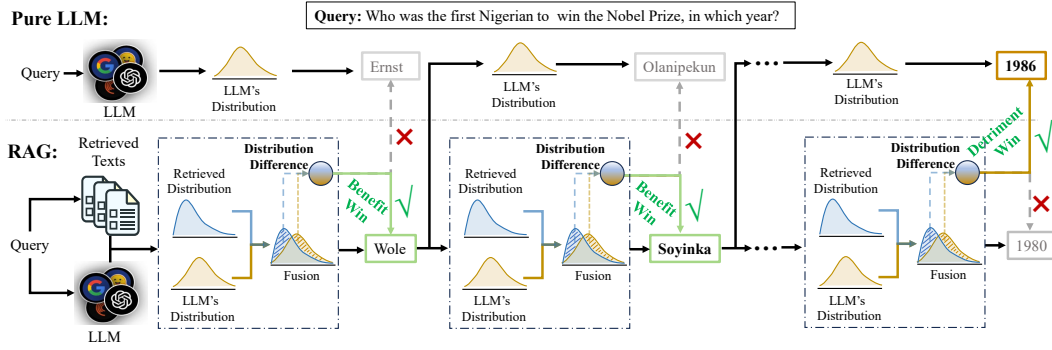 Pure LLM:
Query: Who was the first Nigerian to win the Nobel Prize, in which year?
Query
LLM
LLM's
Distribution
Ernst
LLM's
Distribution
Olanipekun
LLM's
Distribution
1986
RAG:
Retrieved
Texts
Query
LLM
Distribution
Difference
Retrieved
Distribution
LLM's
Distribution
Fusion
Benefit
Win
Wole
Distribution
Difference
Retrieved
Distribution
LLM's
Distribution
Fusion
Benefit
Win
Soyinka
Distribution
Difference
Retrieved
Distribution
LLM's
Distribution
Fusion
Detriment
Win
1980